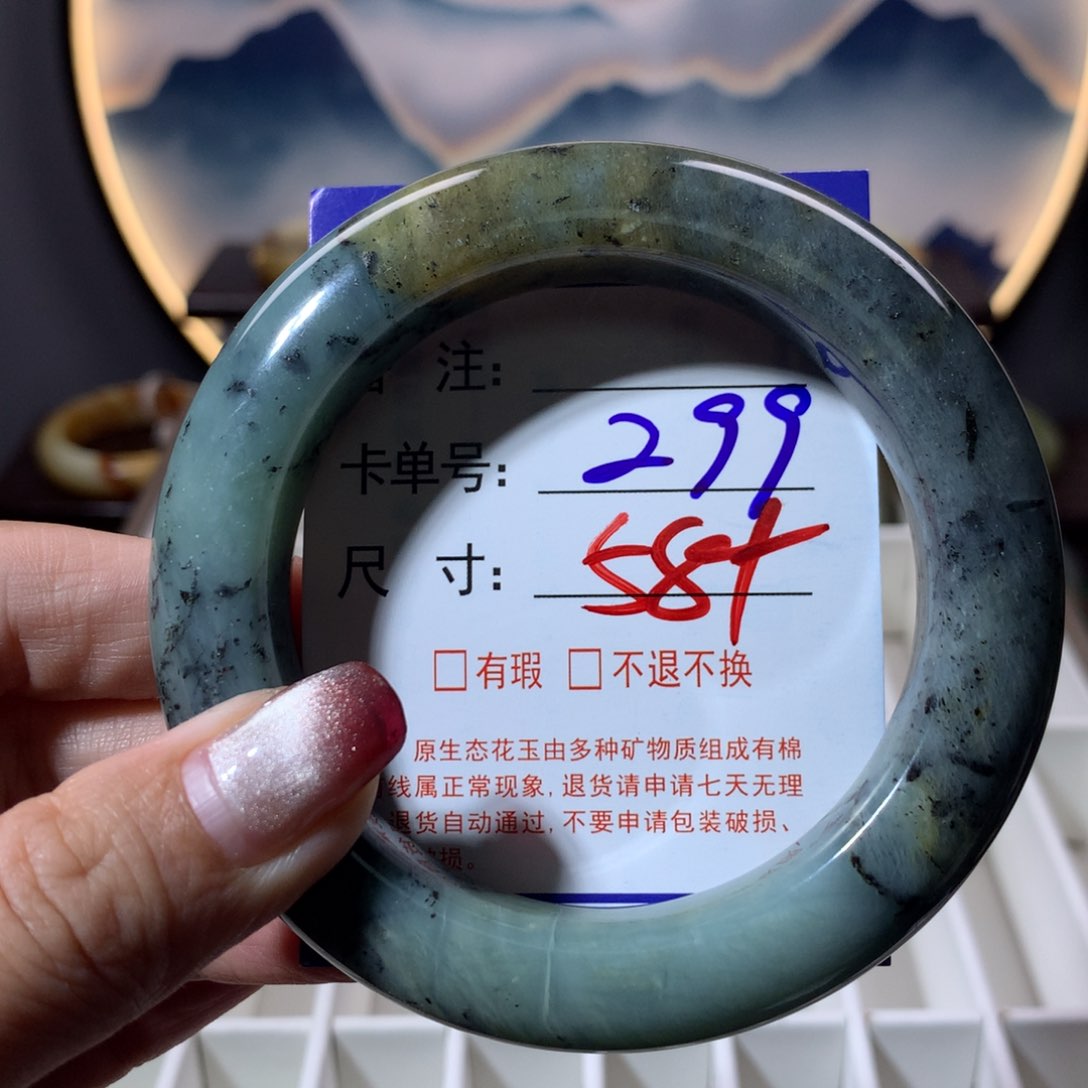 注:
卡单号: 299
尺 寸: 58+
□有瑕 □不退不换
原生态花玉由多种矿物质组成有棉
线属正常现象,退货请申请七天无理
退货自动通过,不要申请包装破损、
损。